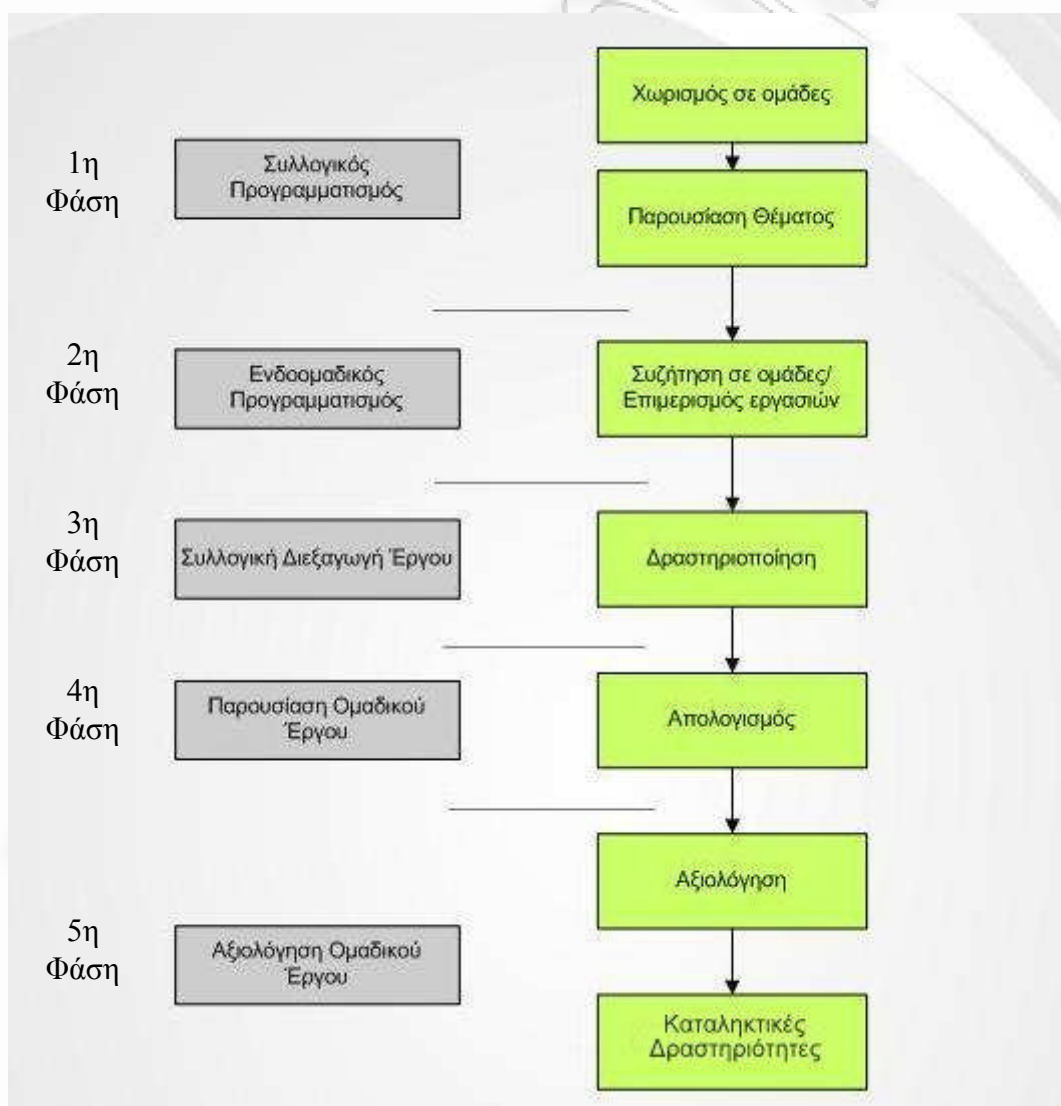 Χωρισμός σε ομάδες
1η
Φάση
Συλλογικός
Προγραμματισμός
Παρουσίαση Θέματος
2η
Φάση
Ενδοομαδικός
Προγραμματισμός
Συζήτηση σε ομάδες/
Επιμερισμός εργασιών
3η
Φάση
Συλλογική Διεξαγωγή Έργου
Δραστηριοποίηση
4η
Φάση
Παρουσίαση Ομαδικού
Έργου
Απολογισμός
Αξιολόγηση
5η
Φάση
Αξιολόγηση Ομαδικού
Έργου
Καταληκτικές
Δραστηριότητες